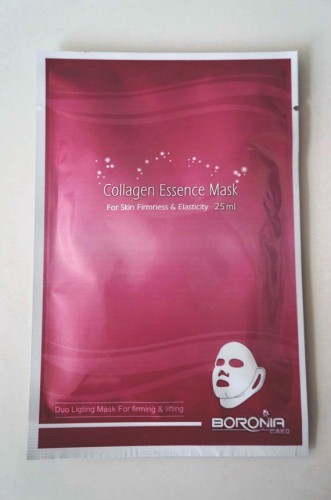 Collagen Essence Mask
For Skin Firmness & Elasticity 25ml
Duo Ligting Mask For firming & lifting
BORONIA